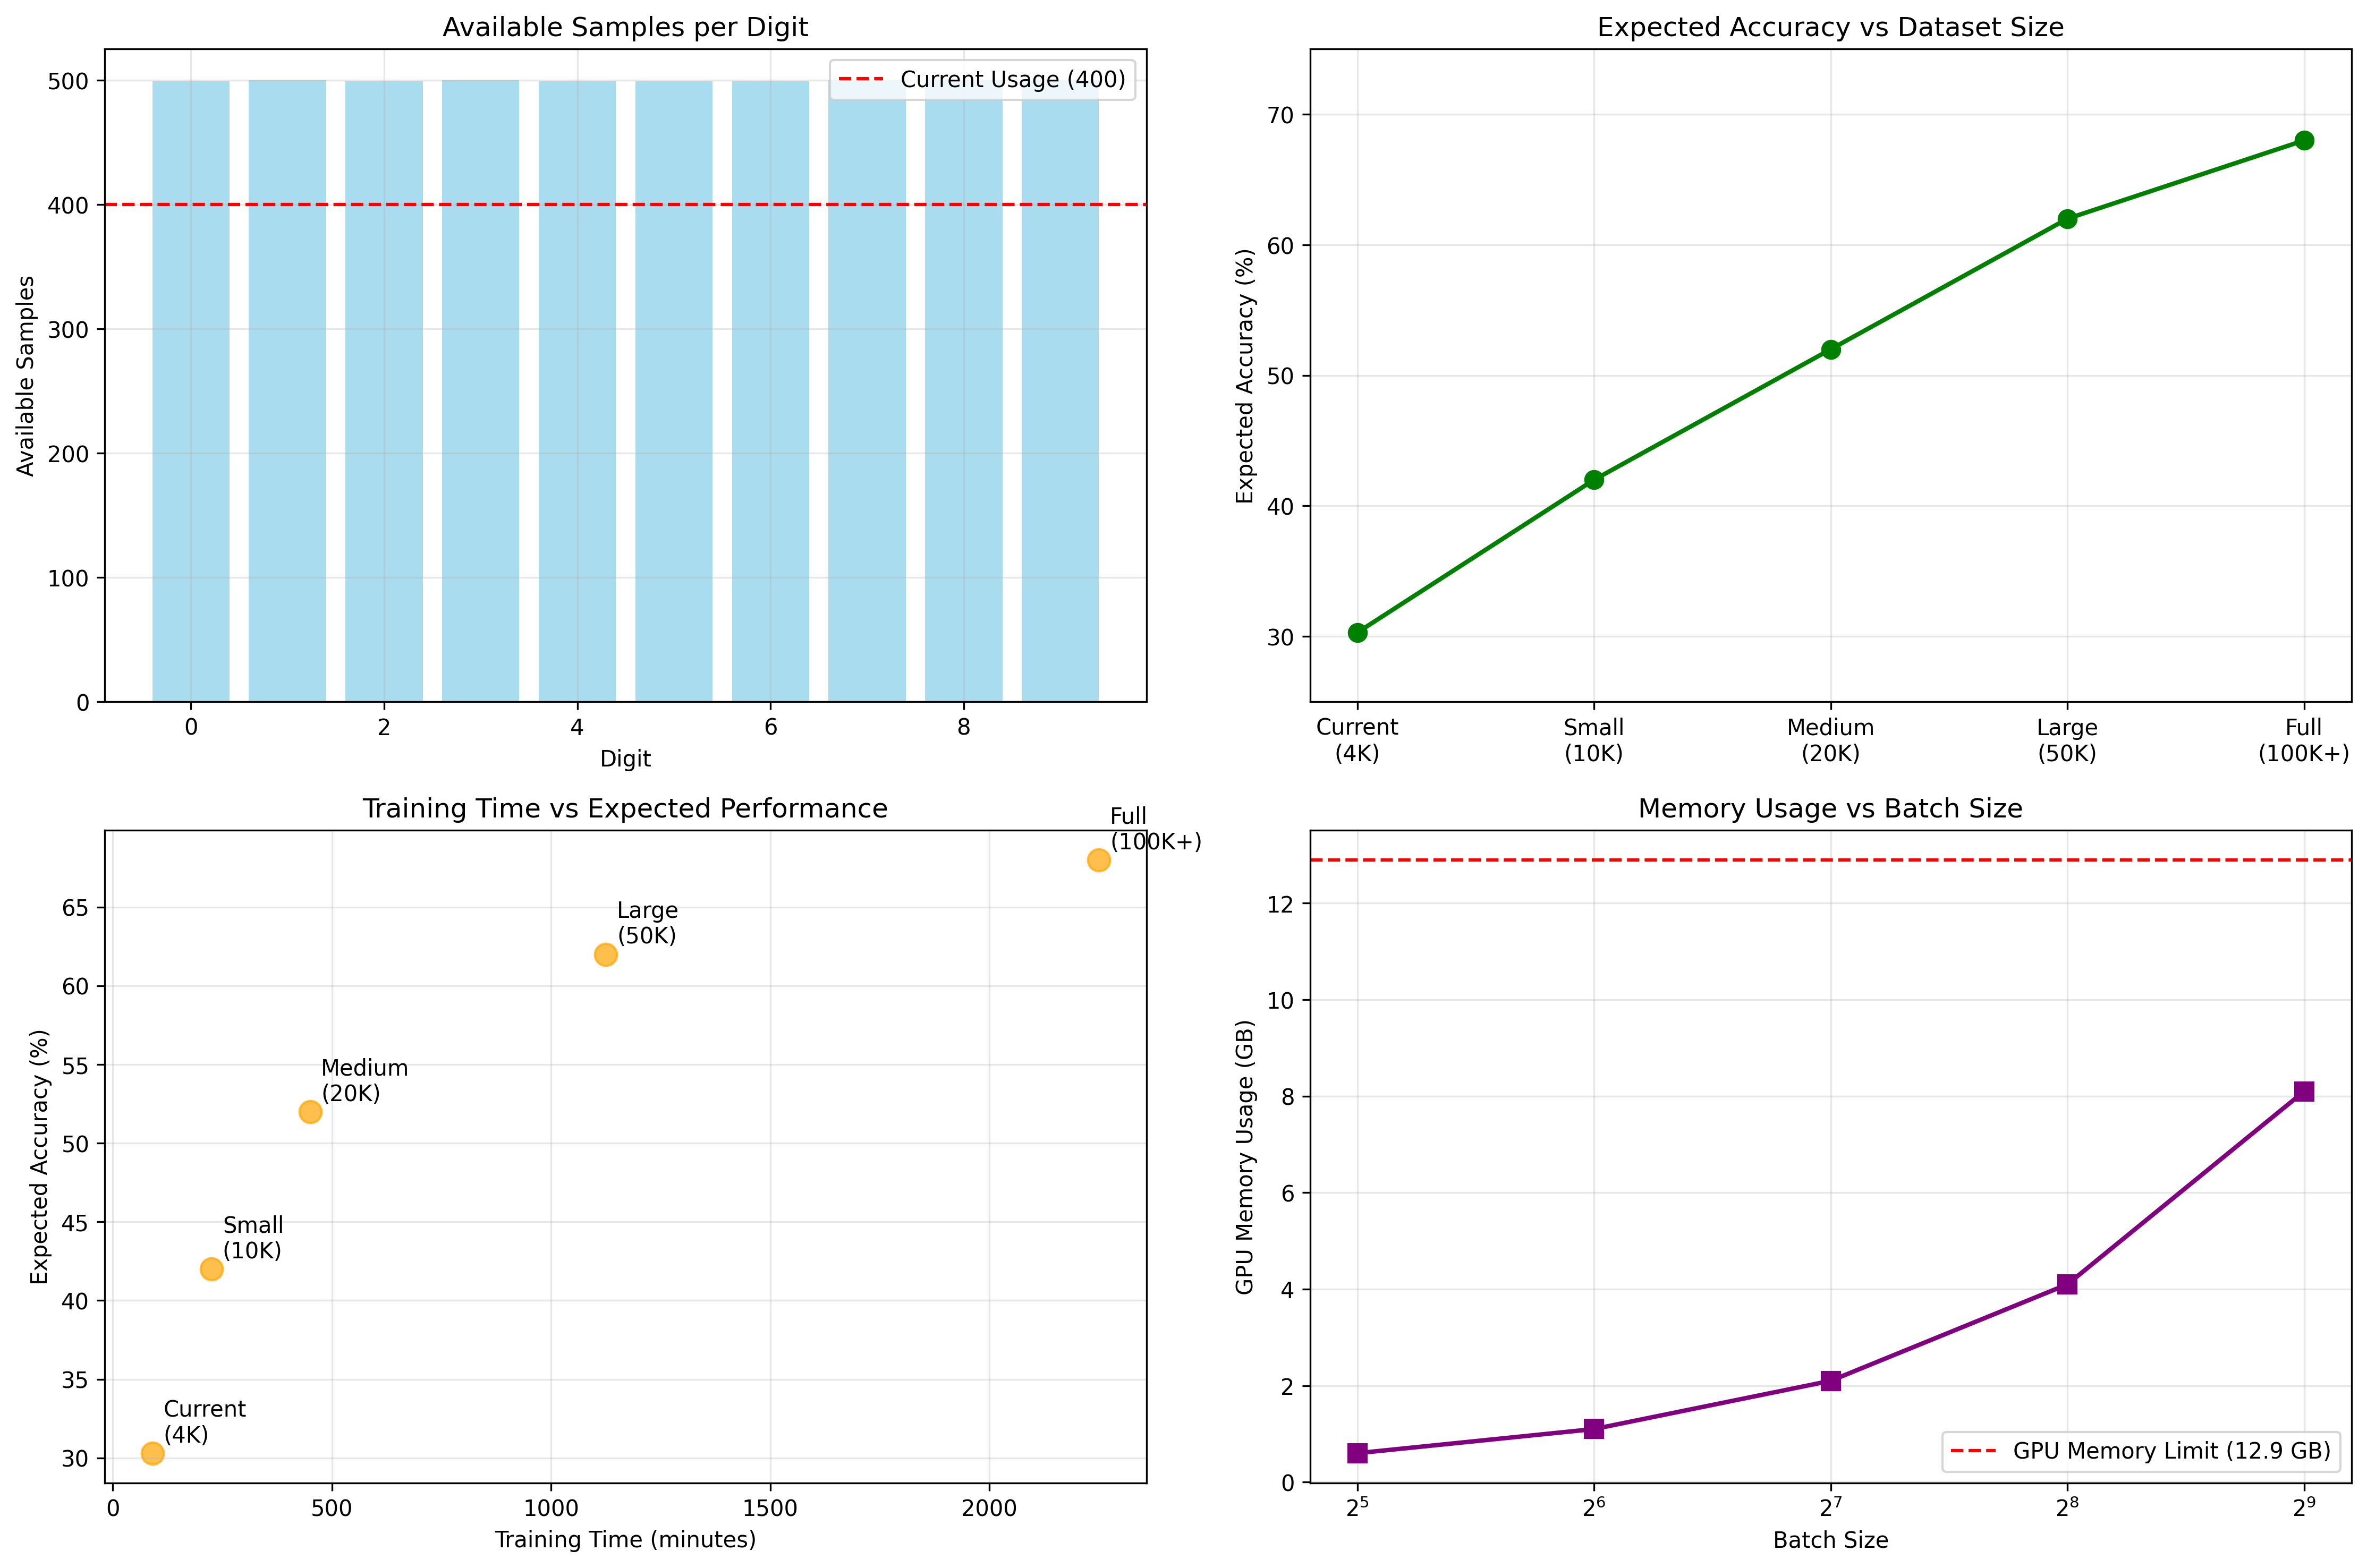 Available Samples per Digit
Current Usage (400)
500
400
300
200
100
0
Available Samples
0 2 4 6 8
Digit
Expected Accuracy vs Dataset Size
70
60
50
40
30
Expected Accuracy (%)
Current Small Medium Large Full
(4K) (10K) (20K) (50K) (100K+)
Training Time vs Expected Performance
Full
(100K+)
Large
(50K)
Medium
(20K)
Small
(10K)
Current
(4K)
65
60
55
50
45
40
35
30
Expected Accuracy (%)
0 500 1000 1500 2000
Training Time (minutes)
Memory Usage vs Batch Size
12
10
8
6
4
2
0
GPU Memory Usage (GB)
GPU Memory Limit (12.9 GB)
2⁵ 2⁶ 2⁷ 2⁸ 2⁹
Batch Size